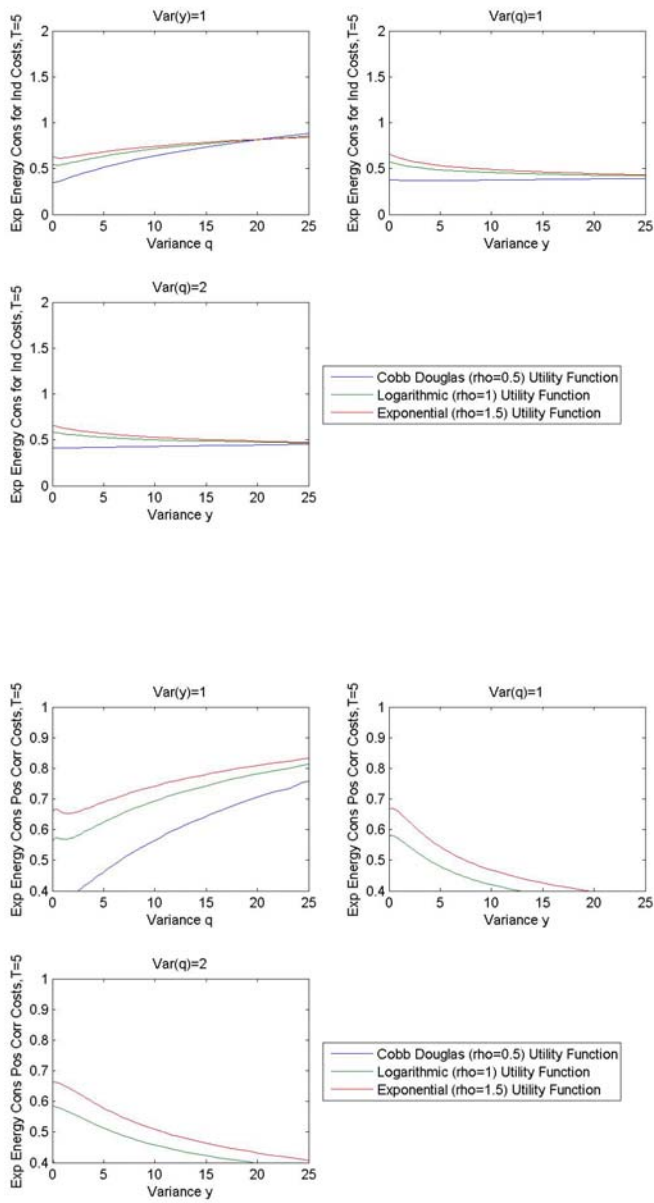 Var(y)=1
Exp Energy Cons for Ind Costs,T=5
2
1.5
1
0.5
0
0 5 10 15 20 25
Variance q
Var(q)=1
Exp Energy Cons for Ind Costs,T=5
2
1.5
1
0.5
0
0 5 10 15 20 25
Variance y
Var(q)=2
Exp Energy Cons for Ind Costs,T=5
2
1.5
1
0.5
0
0 5 10 15 20 25
Variance y
Cobb Douglas (rho=0.5) Utility Function
Logarithmic (rho=1) Utility Function
Exponential (rho=1.5) Utility Function
Var(y)=1
Exp Energy Cons Pos Corr Costs,T=5
1
0.9
0.8
0.7
0.6
0.5
0.4
0 5 10 15 20 25
Variance q
Var(q)=1
Exp Energy Cons Pos Corr Costs,T=5
1
0.9
0.8
0.7
0.6
0.5
0.4
0 5 10 15 20 25
Variance y
Var(q)=2
Exp Energy Cons Pos Corr Costs,T=5
1
0.9
0.8
0.7
0.6
0.5
0.4
0 5 10 15 20 25
Variance y
Cobb Douglas (rho=0.5) Utility Function
Logarithmic (rho=1) Utility Function
Exponential (rho=1.5) Utility Function